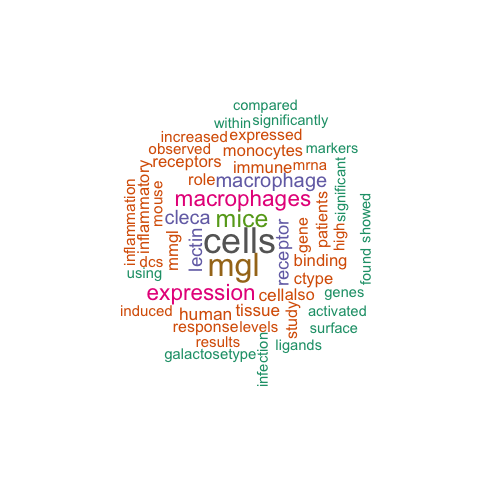 compared
within
significantly
increased
expressed
observed
monocytes
markers
receptors
immune
mrna
role
macrophage
macrophages
inflammation
inflammatory
mouse
cleca
mice
patients
significant
high
showed
found
gene
receptor
lectin
mmgl
cells
mgl
binding
dcs
using
ctype
expression
cell
also
genes
induced
human
tissue
study
activated
response
levels
surface
results
ligands
galactosetype
infection